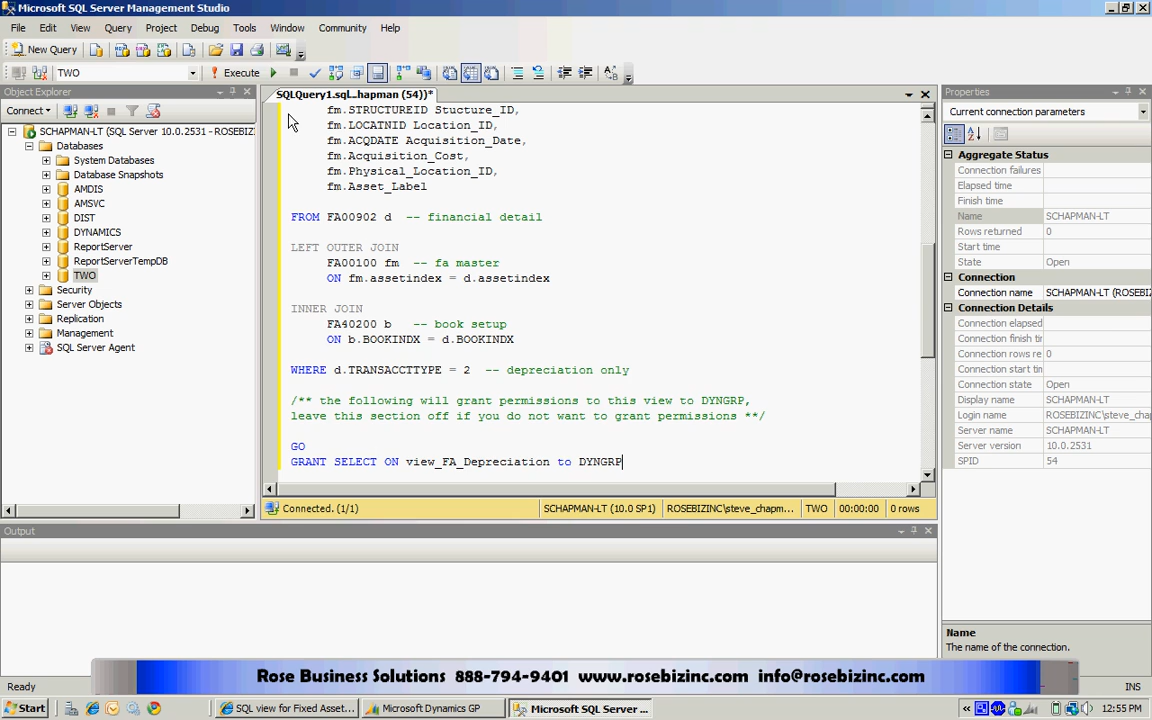 Microsoft SQL Server Management Studio
File Edit View Query Project Debug Tools Window Community Help
New Query
TWO Execute
Object Explorer
Connect
SCHAPMAN-LT (SQL Server 10.0.2531 - ROSEBIZINC
Databases
System Databases
Database Snapshots
AMDIS
AMSVC
DIST
DYNAMICS
ReportServer
ReportServerTempDB
TWO
Security
Server Objects
Replication
Management
SQL Server Agent
SQLQuery1.sql...hapman (54))*
fm.STRUCTUREID Stucture_ID,
fm.LOCATNID Location_ID,
fm.ACQDATE Acquisition_Date,
fm.Acquisition_Cost,
fm.Physical_Location_ID,
fm.Asset_Label
FROM FA00902 d -- financial detail
LEFT OUTER JOIN
FA00100 fm -- fa master
ON fm.assetindex = d.assetindex
INNER JOIN
FA40200 b -- book setup
ON b.BOOKINDX = d.BOOKINDX
WHERE d.TRANSACCTTYPE = 2 -- depreciation only
/** the following will grant permissions to this view to DYNGRP,
leave this section off if you do not want to grant permissions **/
GO
GRANT SELECT ON view_FA_Depreciation to DYNGRP
Connected. (1/1) SCHAPMAN-LT (10.0 SP1) ROSEBIZINC\steve_chapm... TWO 00:00:00 0 rows
Properties
Current connection parameters
Aggregate Status
Connection failures
Elapsed time
Finish time
Name SCHAPMAN-LT
Rows returned 0
Start time
State Open
Connection
Connection name SCHAPMAN-LT (ROSEBIZ
Connection Details
Connection elapsed
Connection finish tir
Connection rows re 0
Connection start tir
Connection state Open
Display name SCHAPMAN-LT
Login name ROSEBIZINC\steve_cha
Server name SCHAPMAN-LT
Server version 10.0.2531
SPID 54
Name
The name of the connection.
Output
Rose Business Solutions 888-794-9401 www.rosebizinc.com info@rosebizinc.com
Ready INS
Start SQL view for Fixed Asset... Microsoft Dynamics GP Microsoft SQL Server ... 12:55 PM